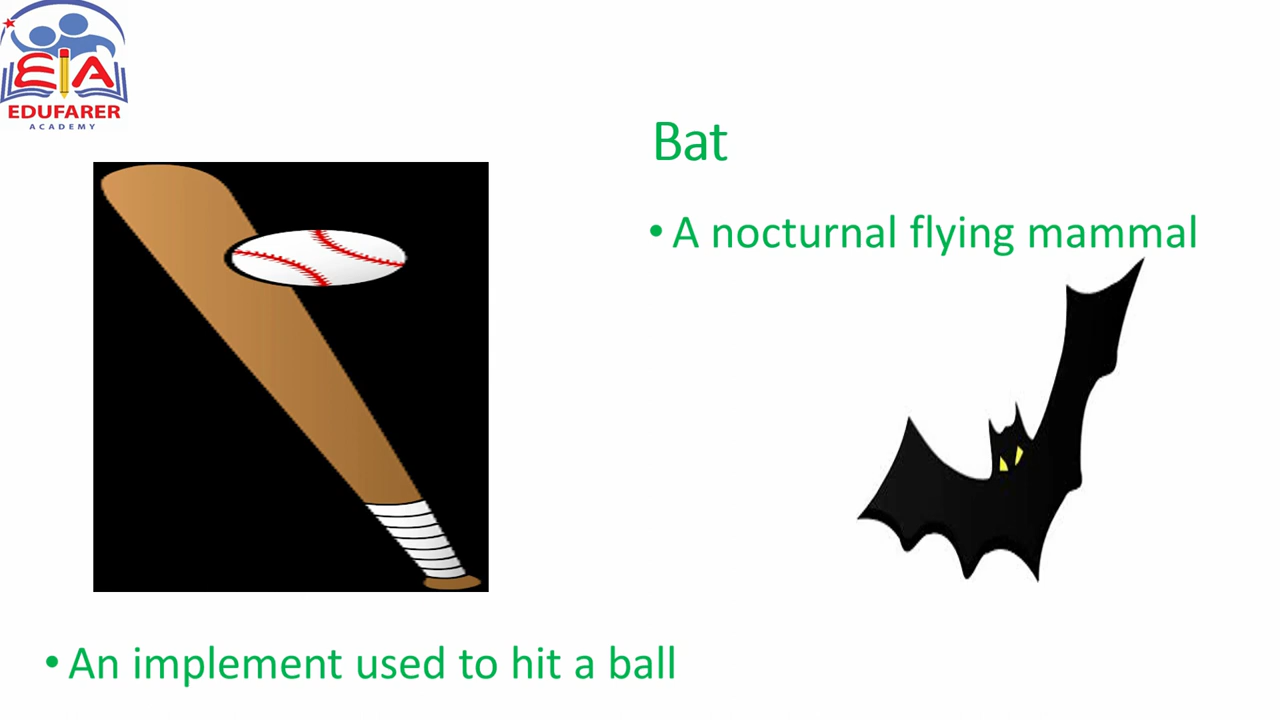 EIA
EDUFARER
ACADEMY
Bat
• A nocturnal flying mammal
• An implement used to hit a ball